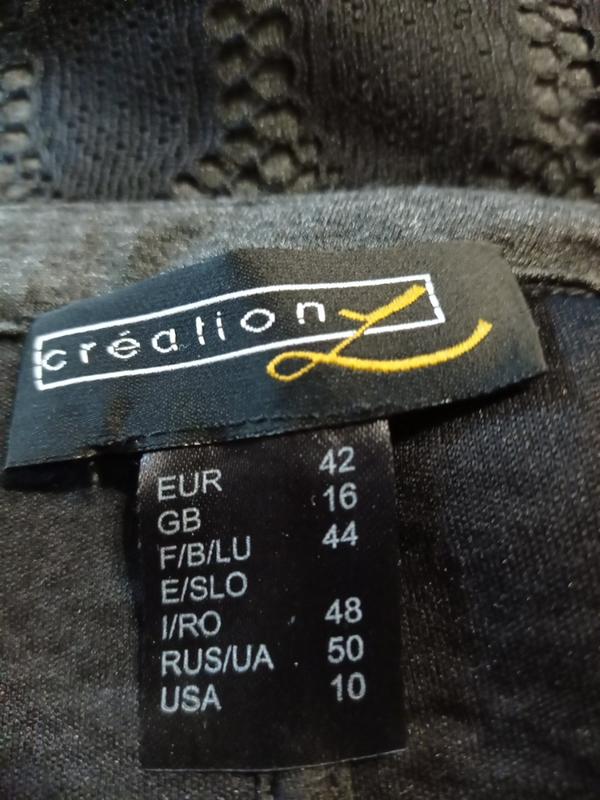 création L
EUR 42
GB 16
F/B/LU 44
E/SLO
I/RO 48
RUS/UA 50
USA 10